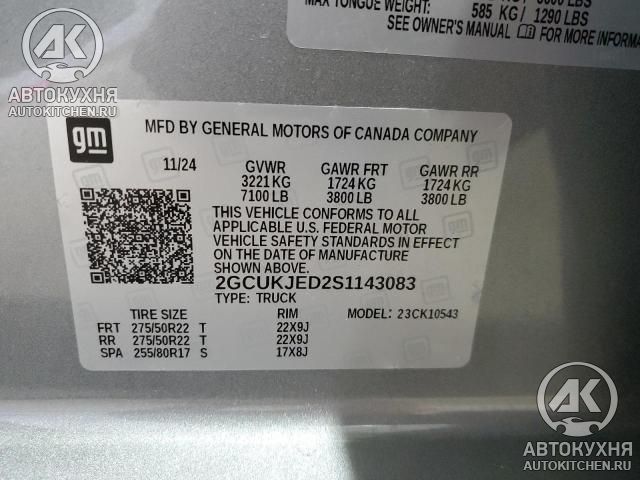 MAX TONGUE WEIGHT: 585 KG / 1290 LBS
SEE OWNER'S MANUAL FOR MORE INFORMA
AK
АВТОКУХНЯ
AUTOKITCHEN.RU
gm
MFD BY GENERAL MOTORS OF CANADA COMPANY
11/24 GVWR GAWR FRT GAWR RR
3221 KG 1724 KG 1724 KG
7100 LB 3800 LB 3800 LB
THIS VEHICLE CONFORMS TO ALL
APPLICABLE U.S. FEDERAL MOTOR
VEHICLE SAFETY STANDARDS IN EFFECT
ON THE DATE OF MANUFACTURE
SHOWN ABOVE.
2GCUKJED2S1143083
TYPE: TRUCK
TIRE SIZE RIM MODEL: 23CK10543
FRT 275/50R22 T 22X9J
RR 275/50R22 T 22X9J
SPA 255/80R17 S 17X8J
AK
АВТОКУХНЯ
AUTOKITCHEN.RU